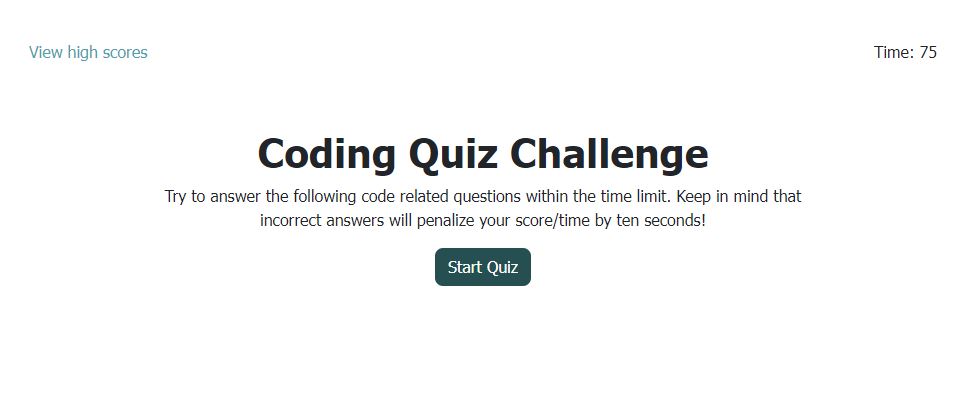 View high scores
Time: 75
Coding Quiz Challenge
Try to answer the following code related questions within the time limit. Keep in mind that
incorrect answers will penalize your score/time by ten seconds!
Start Quiz